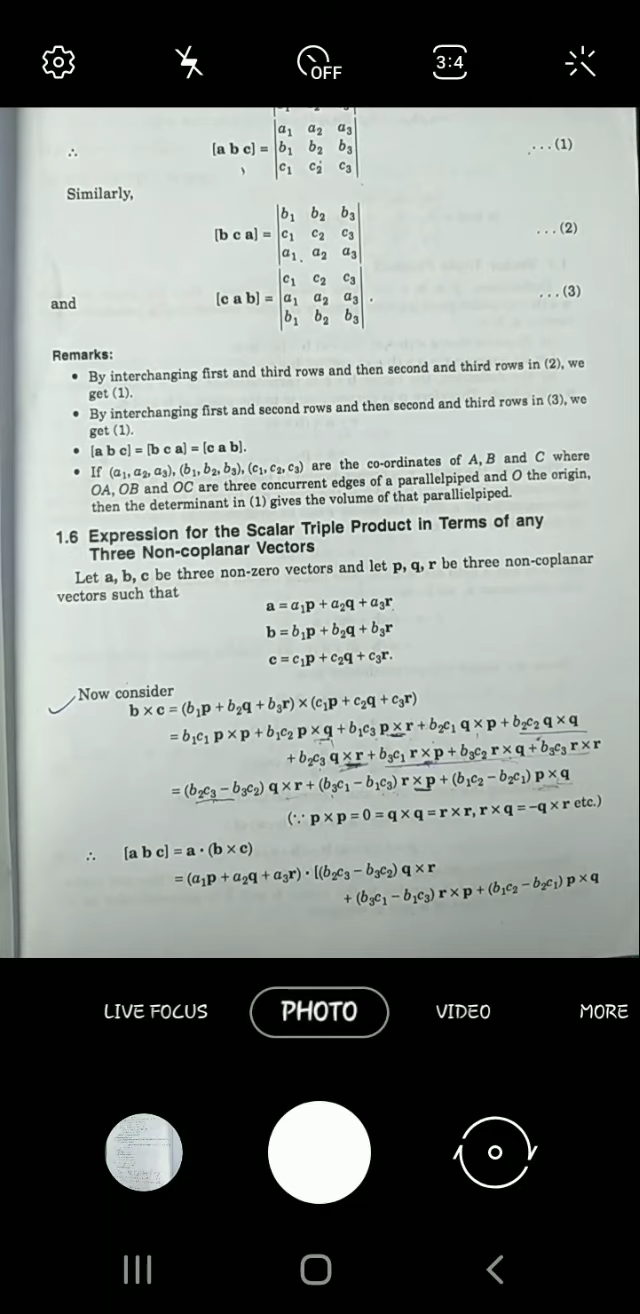 OFF
3:4
∴ [a b c] = |a₁ a₂ a₃| ...(1)
|b₁ b₂ b₃|
|c₁ c₂ c₃|
Similarly,
[b c a] = |b₁ b₂ b₃| ...(2)
|c₁ c₂ c₃|
|a₁ a₂ a₃|
and [c a b] = |c₁ c₂ c₃| . ...(3)
|a₁ a₂ a₃|
|b₁ b₂ b₃|
Remarks:
• By interchanging first and third rows and then second and third rows in (2), we
get (1).
• By interchanging first and second rows and then second and third rows in (3), we
get (1).
• [a b c] = [b c a] = [c a b].
• If (a₁, a₂, a₃), (b₁, b₂, b₃), (c₁, c₂, c₃) are the co-ordinates of A, B and C where
OA, OB and OC are three concurrent edges of a parallelpiped and O the origin,
then the determinant in (1) gives the volume of that parallielpiped.
1.6 Expression for the Scalar Triple Product in Terms of any
Three Non-coplanar Vectors
Let a, b, c be three non-zero vectors and let p, q, r be three non-coplanar
vectors such that
a = a₁p + a₂q + a₃r
b = b₁p + b₂q + b₃r
c = c₁p + c₂q + c₃r.
Now consider
b × c = (b₁p + b₂q + b₃r) × (c₁p + c₂q + c₃r)
= b₁c₁ p × p + b₁c₂ p × q + b₁c₃ p × r + b₂c₁ q × p + b₂c₂ q × q
+ b₂c₃ q × r + b₃c₁ r × p + b₃c₂ r × q + b₃c₃ r × r
= (b₂c₃ – b₃c₂) q × r + (b₃c₁ – b₁c₃) r × p + (b₁c₂ – b₂c₁) p × q
(∵ p × p = 0 = q × q = r × r, r × q = –q × r etc.)
∴ [a b c] = a · (b × c)
= (a₁p + a₂q + a₃r) · [(b₂c₃ – b₃c₂) q × r
+ (b₃c₁ – b₁c₃) r × p + (b₁c₂ – b₂c₁) p × q
LIVE FOCUS PHOTO VIDEO MORE